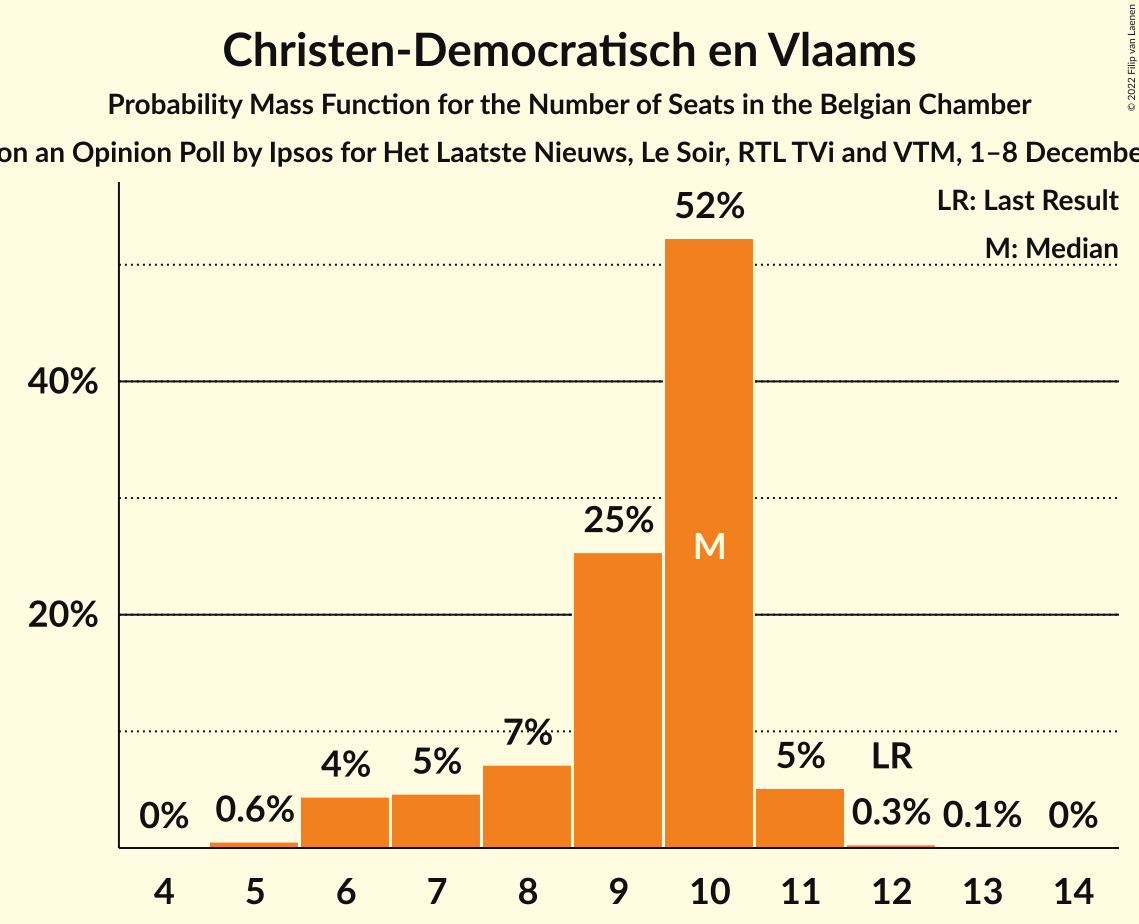 Christen-Democratisch en Vlaams
Probability Mass Function for the Number of Seats in the Belgian Chamber
on an Opinion Poll by Ipsos for Het Laatste Nieuws, Le Soir, RTL TVi and VTM, 1–8 Decembe
© 2022 Filip van Laenen
LR: Last Result
M: Median
52%
40%
25%
M
20%
7%
4%
5%
5%
LR
0%
0.6%
0.3%
0.1%
0%
4 5 6 7 8 9 10 11 12 13 14